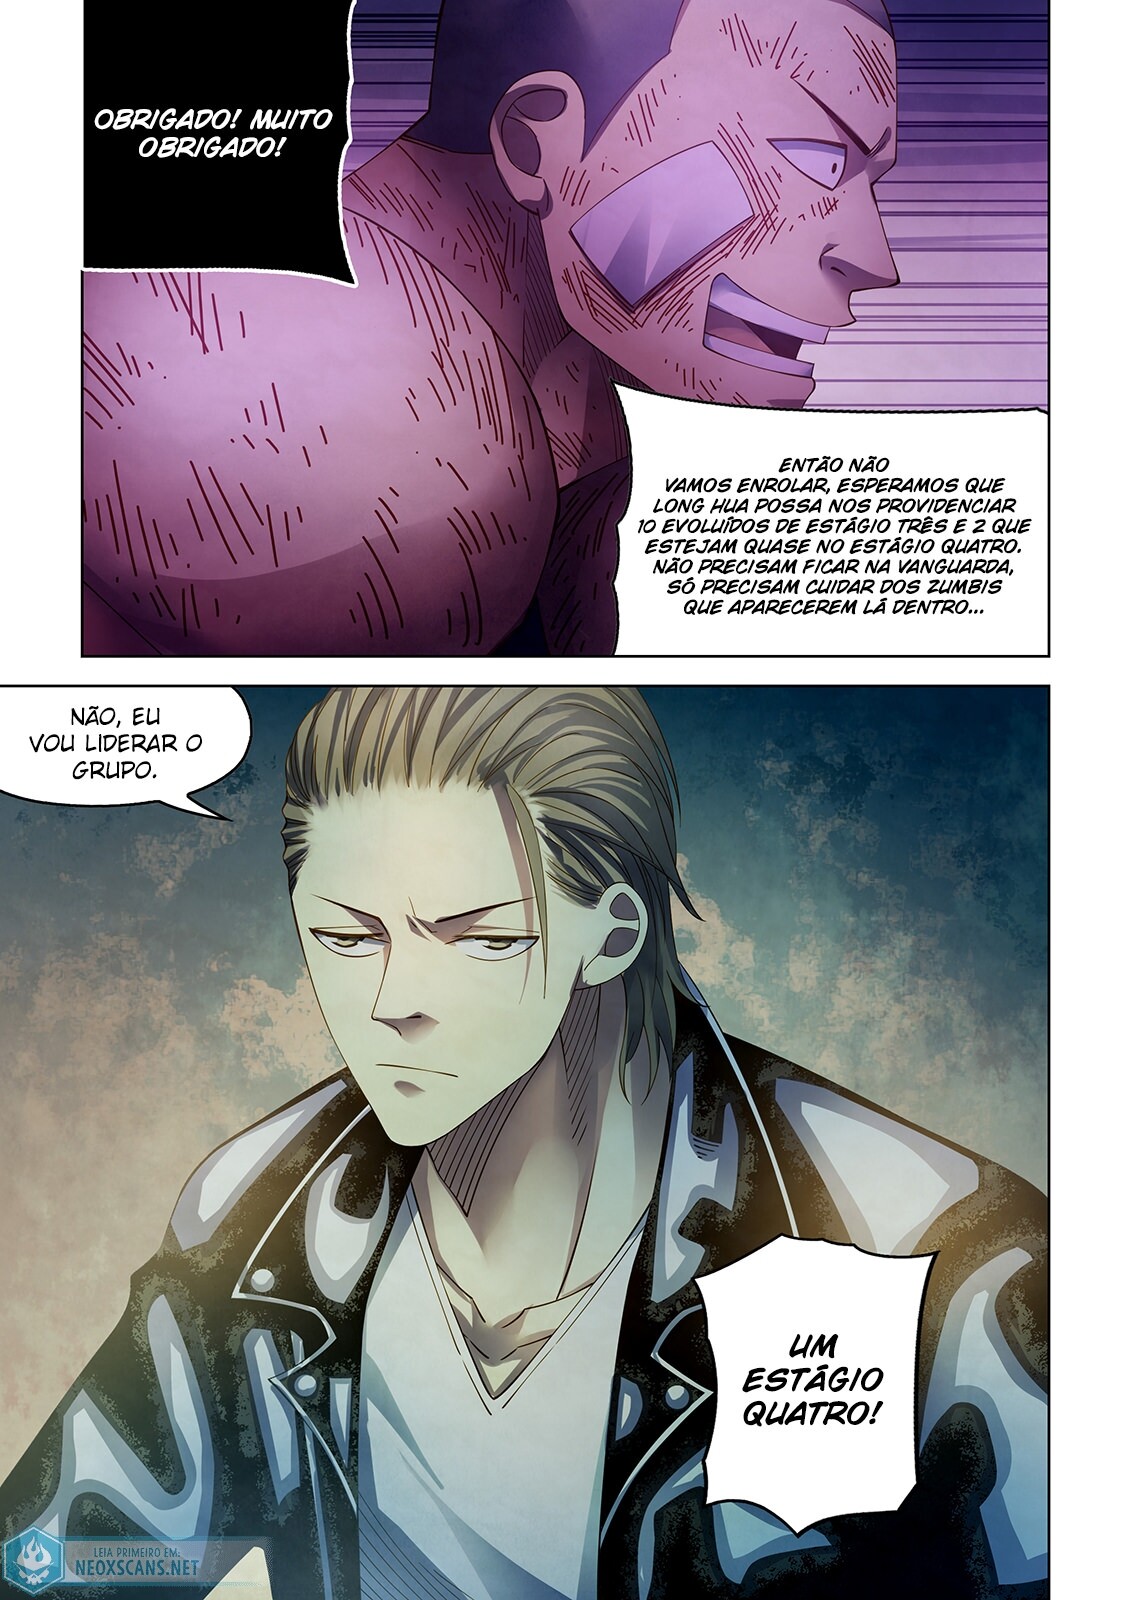 OBRIGADO! MUITO
OBRIGADO!
ENTÃO NÃO
VAMOS ENROLAR, ESPERAMOS QUE
LONG HUA POSSA NOS PROVIDENCIAR
10 EVOLUÍDOS DE ESTÁGIO TRÊS E 2 QUE
ESTEJAM QUASE NO ESTÁGIO QUATRO.
NÃO PRECISAM FICAR NA VANGUARDA,
SÓ PRECISAM CUIDAR DOS ZUMBIS
QUE APARECEREM LÁ DENTRO...
NÃO, EU
VOU LIDERAR O
GRUPO.
UM
ESTÁGIO
QUATRO!
LEIA PRIMEIRO EM:
NEOXSCANS.NET